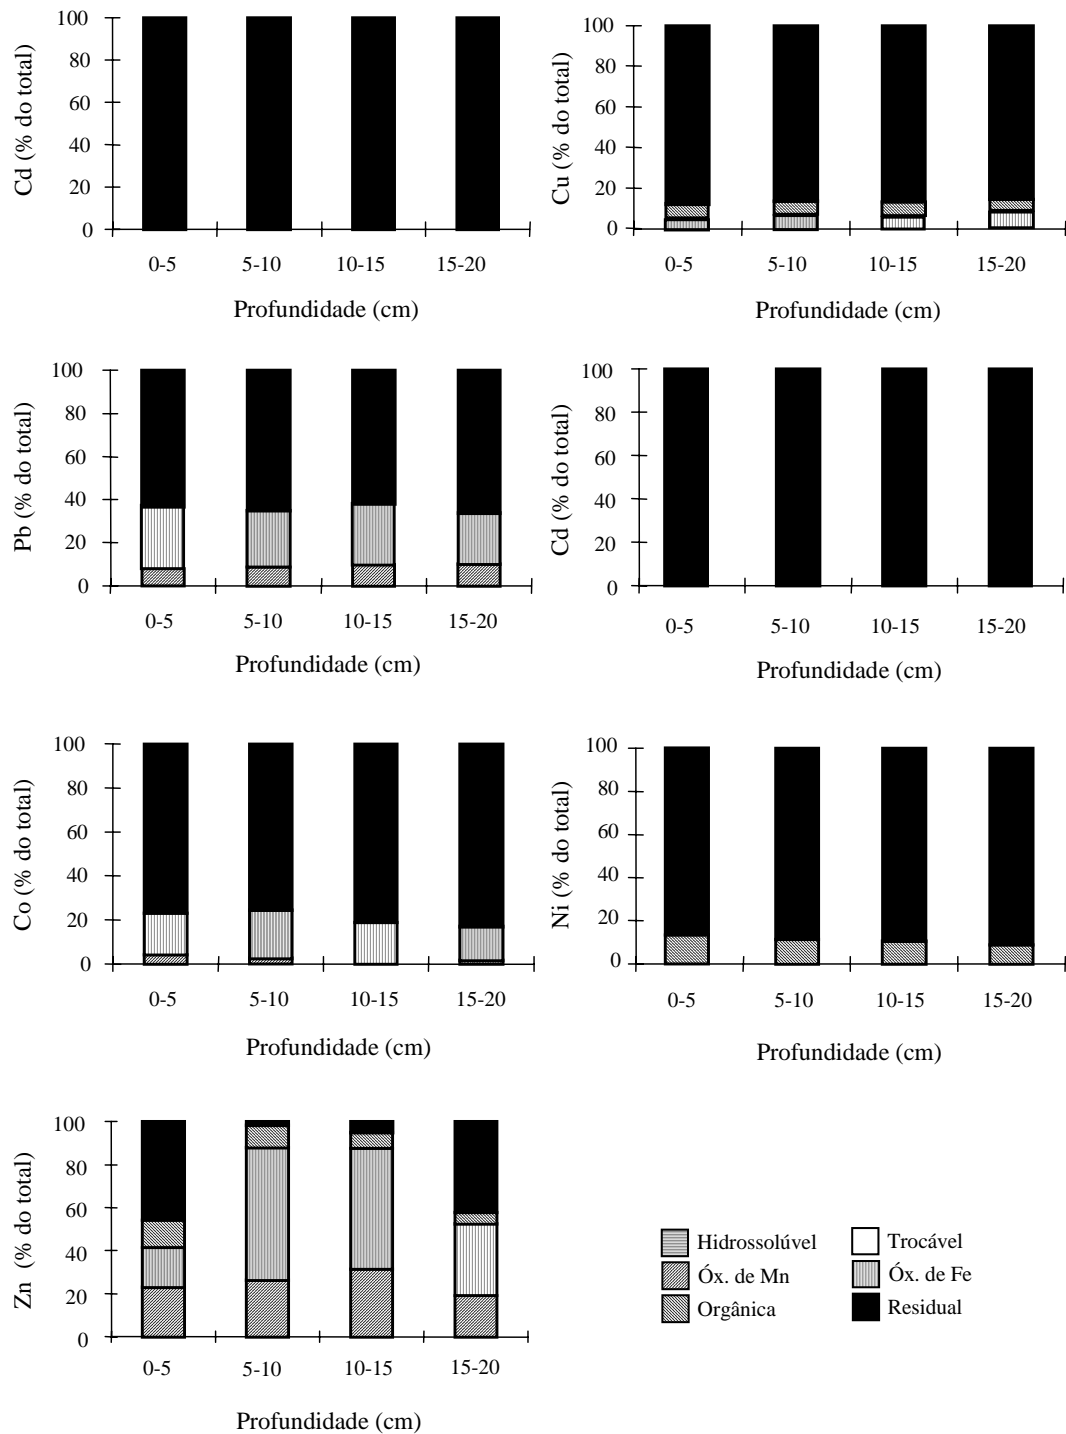 Cd (% do total)
100
80
60
40
20
0
0-5 5-10 10-15 15-20
Profundidade (cm)
Cu (% do total)
100
80
60
40
20
0
0-5 5-10 10-15 15-20
Profundidade (cm)
Pb (% do total)
100
80
60
40
20
0
0-5 5-10 10-15 15-20
Profundidade (cm)
Cd (% do total)
100
80
60
40
20
0
0-5 5-10 10-15 15-20
Profundidade (cm)
Co (% do total)
100
80
60
40
20
0
0-5 5-10 10-15 15-20
Profundidade (cm)
Ni (% do total)
100
80
60
40
20
0
0-5 5-10 10-15 15-20
Profundidade (cm)
Zn (% do total)
100
80
60
40
20
0
0-5 5-10 10-15 15-20
Profundidade (cm)
Hidrossolúvel Trocável
Óx. de Mn Óx. de Fe
Orgânica Residual